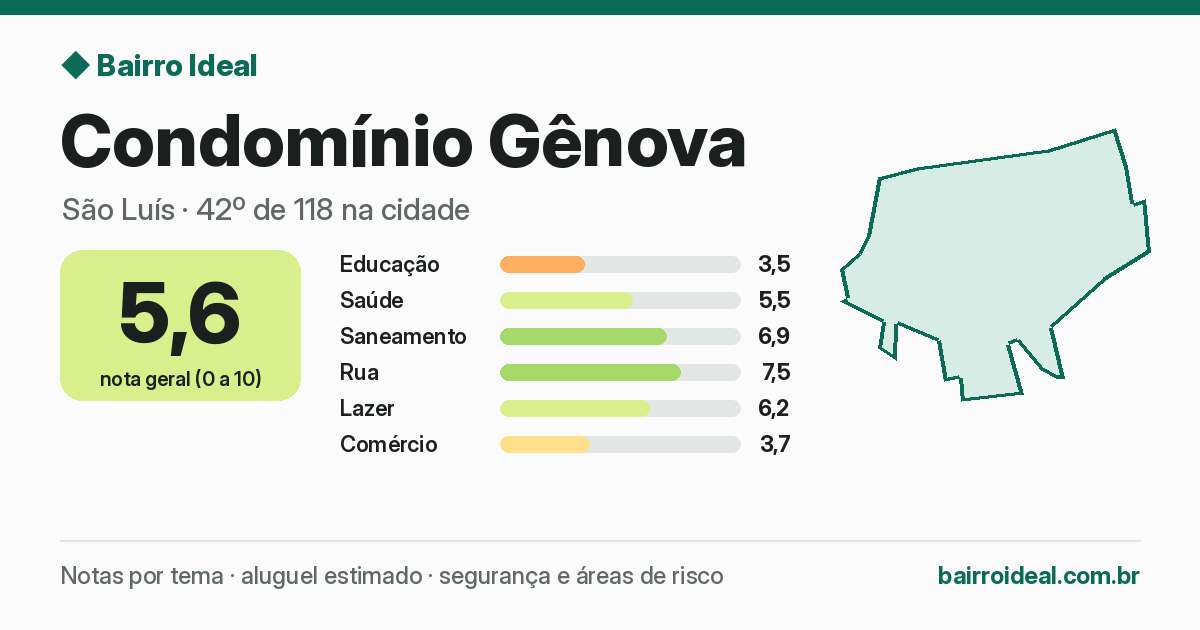 Bairro Ideal
Condomínio Gênova
São Luís · 42º de 118 na cidade
5,6
nota geral (0 a 10)
Educação 3,5
Saúde 5,5
Saneamento 6,9
Rua 7,5
Lazer 6,2
Comércio 3,7
Notas por tema · aluguel estimado · segurança e áreas de risco
bairroideal.com.br